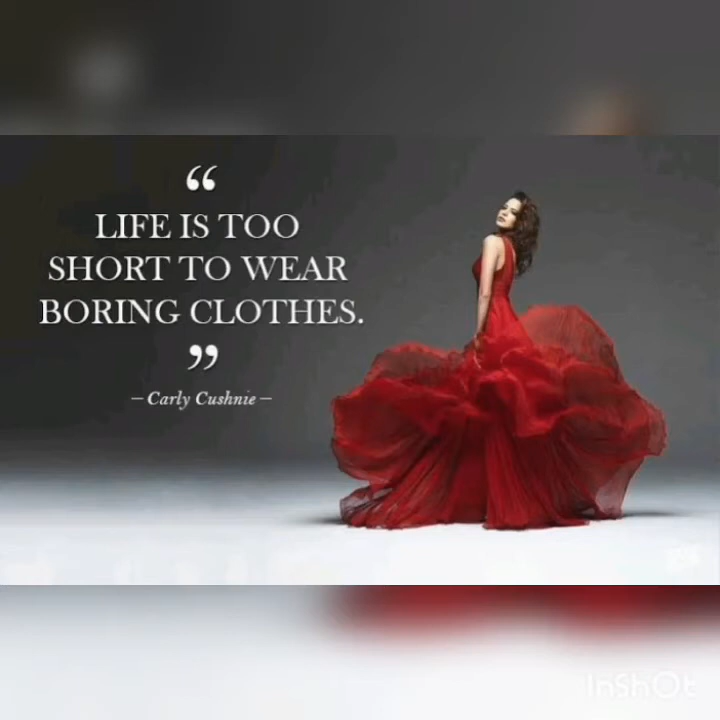 “
LIFE IS TOO
SHORT TO WEAR
BORING CLOTHES.
”
– Carly Cushnie –
InShOt